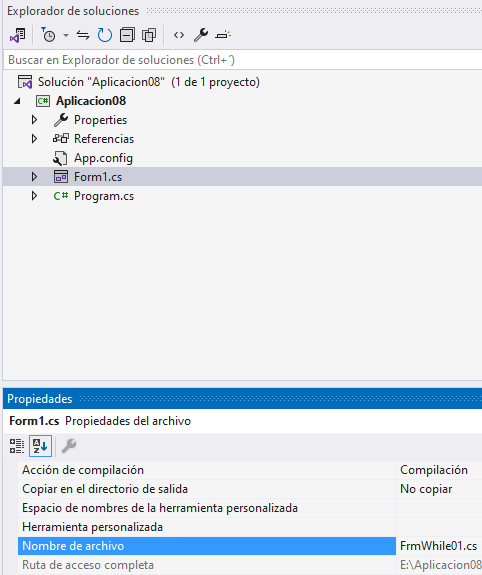 Explorador de soluciones
Buscar en Explorador de soluciones (Ctrl+´)
Solución "Aplicacion08" (1 de 1 proyecto)
C# Aplicacion08
Properties
Referencias
App.config
Form1.cs
C# Program.cs
Propiedades
Form1.cs Propiedades del archivo
Acción de compilación Compilación
Copiar en el directorio de salida No copiar
Espacio de nombres de la herramienta personalizada
Herramienta personalizada
Nombre de archivo FrmWhile01.cs
Ruta de acceso completa E:\Aplicacion08